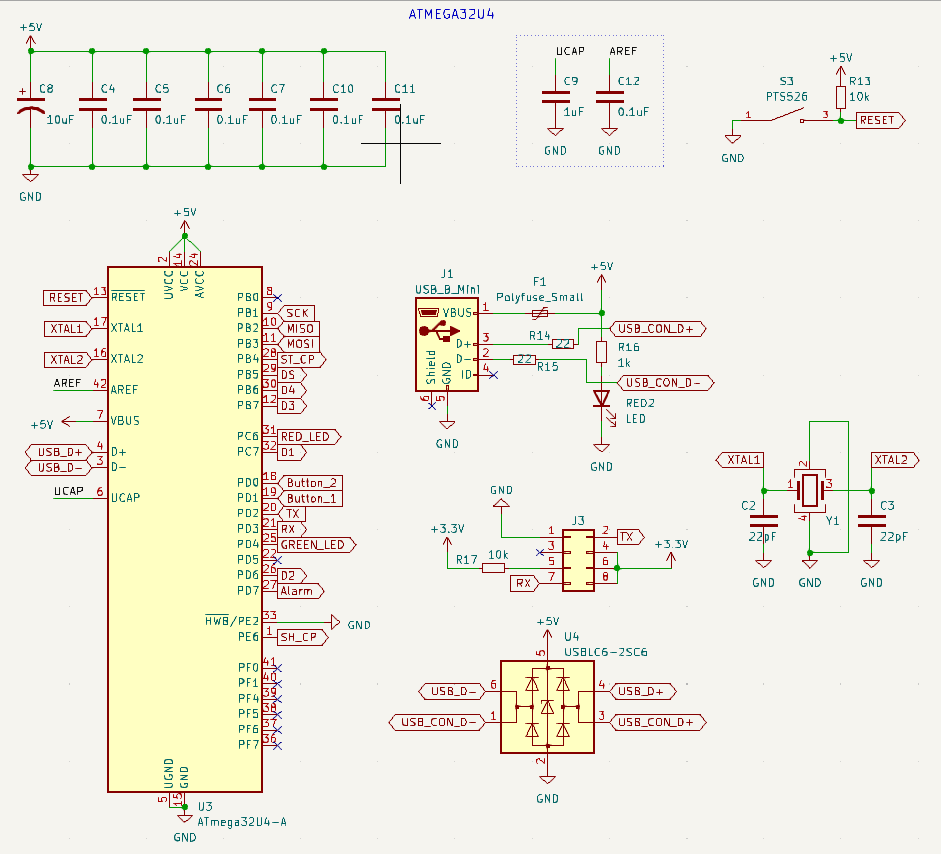 ATMEGA32U4
+5V
+
C8
10uF
C4
0.1uF
C5
0.1uF
C6
0.1uF
C7
0.1uF
C10
0.1uF
C11
0.1uF
GND
UCAP
C9
1uF
GND
AREF
C12
0.1uF
GND
+5V
S3
PTS526
R13
10k
1
3
RESET
GND
+5V
2
14
24
UVCC
VCC
AVCC
RESET 13 RESET
XTAL1 17 XTAL1
XTAL2 16 XTAL2
AREF 42 AREF
+5V 7 VBUS
USB_D+ 4 D+
USB_D- 3 D-
UCAP 6 UCAP
PB0 8
PB1 9 SCK
PB2 10 MISO
PB3 11 MOSI
PB4 28 ST_CP
PB5 29 DS
PB6 30 D4
PB7 12 D3
PC6 31 RED_LED
PC7 32 D1
PD0 18 Button_2
PD1 19 Button_1
PD2 20 TX
PD3 21 RX
PD4 25 GREEN_LED
PD5 22
PD6 26 D2
PD7 27 Alarm
HWB/PE2 33 GND
PE6 1 SH_CP
PF0 41
PF1 40
PF4 39
PF5 38
PF6 37
PF7 36
UGND
GND
5
15
GND
U3
ATmega32U4-A
J1
USB_B_Mini
VBUS 1
D+ 3
D- 2
ID 4
Shield
GND
6
5
GND
F1
Polyfuse_Small
+5V
R14
22
22
R15
USB_CON_D+
R16
1k
USB_CON_D-
RED2
LED
GND
GND
+3.3V
R17
10k
J3
1
2
TX
3
4
5
6
RX
7
8
+3.3V
XTAL1
XTAL2
2
1
3
4
Y1
C2
22pF
C3
22pF
GND
GND
GND
+5V
U4
USBLC6-2SC6
5
USB_D- 6
4 USB_D+
USB_CON_D- 1
3 USB_CON_D+
2
GND